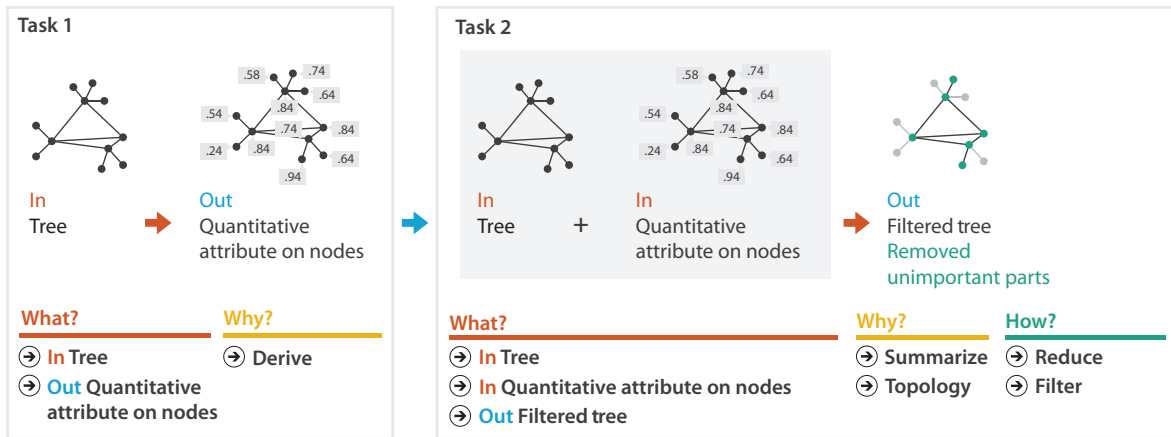 Task 1
.58
.74
.64
.54
.84
.74
.84
.24
.84
.64
.94
In
Tree
Out
Quantitative
attribute on nodes
What?
In Tree
Out Quantitative
attribute on nodes
Why?
Derive
Task 2
.58
.74
.64
.54
.84
.74
.84
.24
.84
.64
.94
In
Tree
+
In
Quantitative
attribute on nodes
Out
Filtered tree
Removed
unimportant parts
What?
In Tree
In Quantitative attribute on nodes
Out Filtered tree
Why?
Summarize
Topology
How?
Reduce
Filter